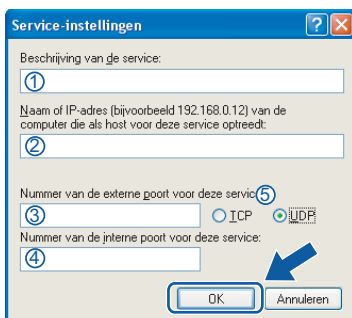 Service-instellingen
Beschrijving van de service:
①
Naam of IP-adres (bijvoorbeeld 192.168.0.12) van de
computer die als host voor deze service optreedt:
②
Nummer van de externe poort voor deze service: ⑤
③ TCP UDP
Nummer van de interne poort voor deze service:
④
OK Annuleren